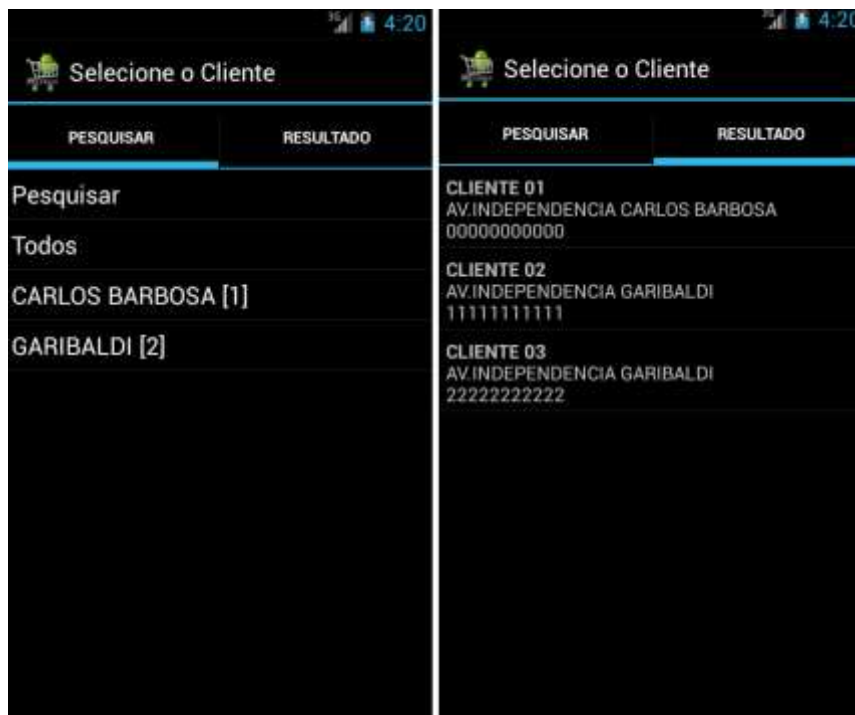 3G 4:20
Selecione o Cliente
PESQUISAR RESULTADO
Pesquisar
Todos
CARLOS BARBOSA [1]
GARIBALDI [2]
3G 4:20
Selecione o Cliente
PESQUISAR RESULTADO
CLIENTE 01
AV.INDEPENDENCIA CARLOS BARBOSA
00000000000
CLIENTE 02
AV.INDEPENDENCIA GARIBALDI
11111111111
CLIENTE 03
AV.INDEPENDENCIA GARIBALDI
22222222222